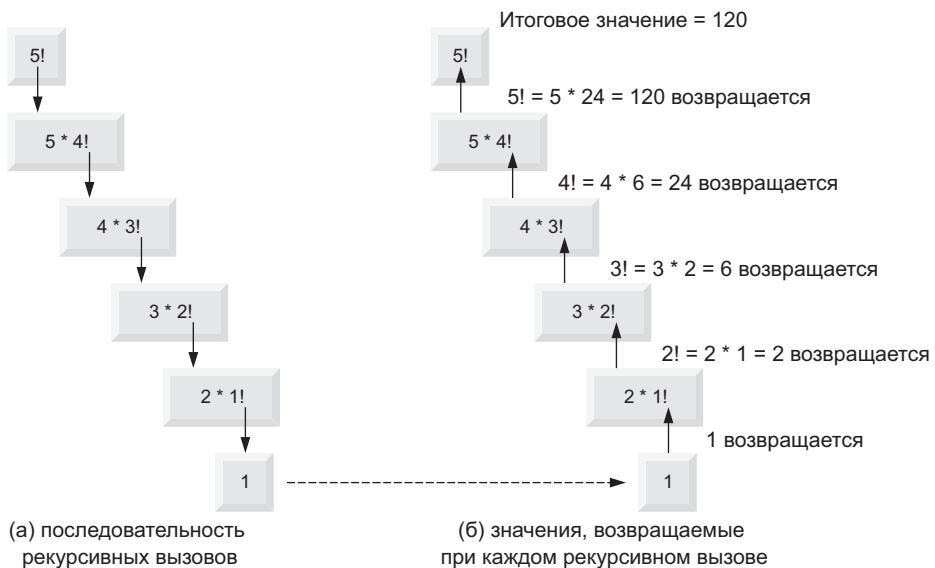 5!
5 * 4!
4 * 3!
3 * 2!
2 * 1!
1
(а) последовательность
рекурсивных вызовов
Итоговое значение = 120
5!
5! = 5 * 24 = 120 возвращается
5 * 4!
4! = 4 * 6 = 24 возвращается
4 * 3!
3! = 3 * 2 = 6 возвращается
3 * 2!
2! = 2 * 1 = 2 возвращается
2 * 1!
1 возвращается
1
(б) значения, возвращаемые
при каждом рекурсивном вызове